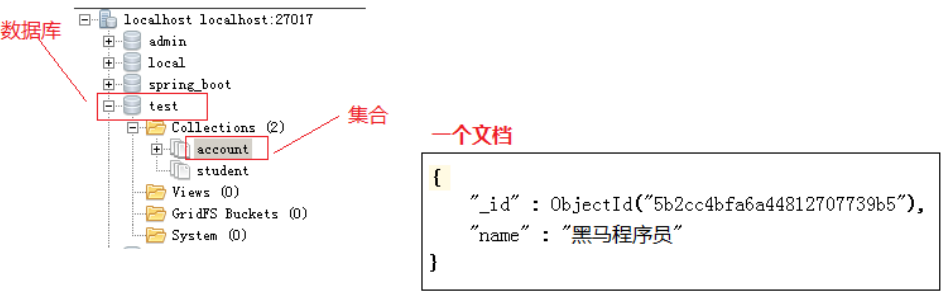 数据库
localhost localhost:27017
admin
local
spring_boot
test
Collections (2)
集合
account
student
Views (0)
GridFS Buckets (0)
System (0)
一个文档
{
"_id" : ObjectId("5b2cc4bfa6a44812707739b5"),
"name" : "黑马程序员"
}